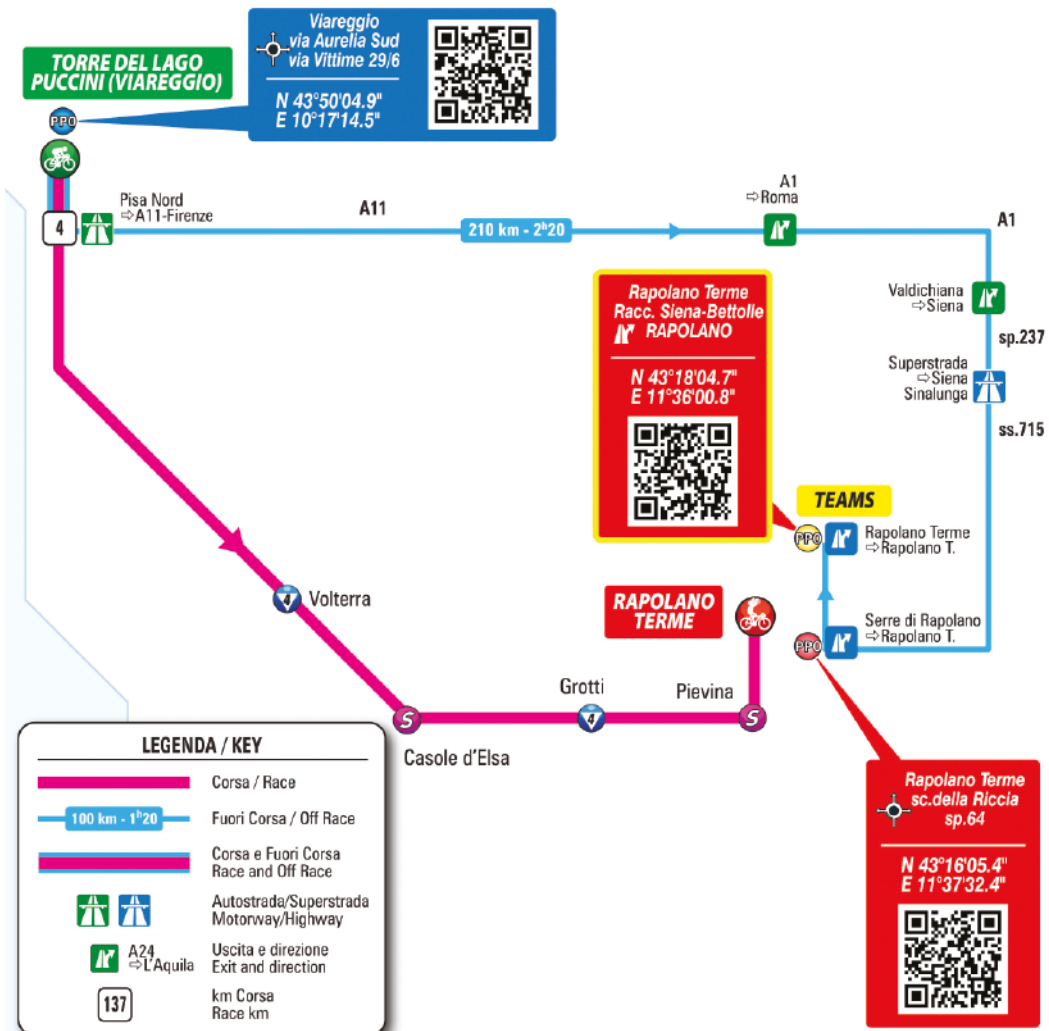 Viareggio
via Aurelia Sud
via Vittime 29/6
N 43°50'04.9"
E 10°17'14.5"
TORRE DEL LAGO
PUCCINI (VIAREGGIO)
PPO
4
Pisa Nord
⇨A11-Firenze
A11
210 km - 2h20
A1
⇨Roma
A1
Valdichiana
⇨Siena
sp.237
Superstrada
⇨Siena
Sinalunga
ss.715
Rapolano Terme
Racc. Siena-Bettolle
RAPOLANO
N 43°18'04.7"
E 11°36'00.8"
TEAMS
PPO
Rapolano Terme
⇨Rapolano T.
Serre di Rapolano
⇨Rapolano T.
PPO
RAPOLANO
TERME
4
Volterra
S
Casole d'Elsa
Grotti
4
Pievina
S
Rapolano Terme
sc.della Riccia
sp.64
N 43°16'05.4"
E 11°37'32.4"
LEGENDA / KEY
Corsa / Race
100 km - 1h20
Fuori Corsa / Off Race
Corsa e Fuori Corsa
Race and Off Race
Autostrada/Superstrada
Motorway/Highway
A24
⇨L'Aquila
Uscita e direzione
Exit and direction
137
km Corsa
Race km